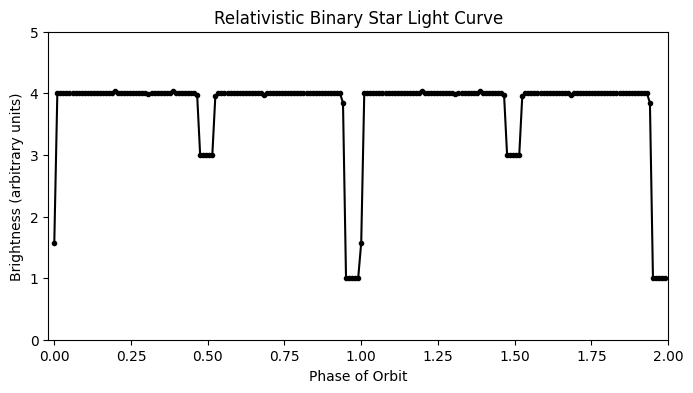 Relativistic Binary Star Light Curve
5
4
3
2
1
0
Brightness (arbitrary units)
0.00 0.25 0.50 0.75 1.00 1.25 1.50 1.75 2.00
Phase of Orbit